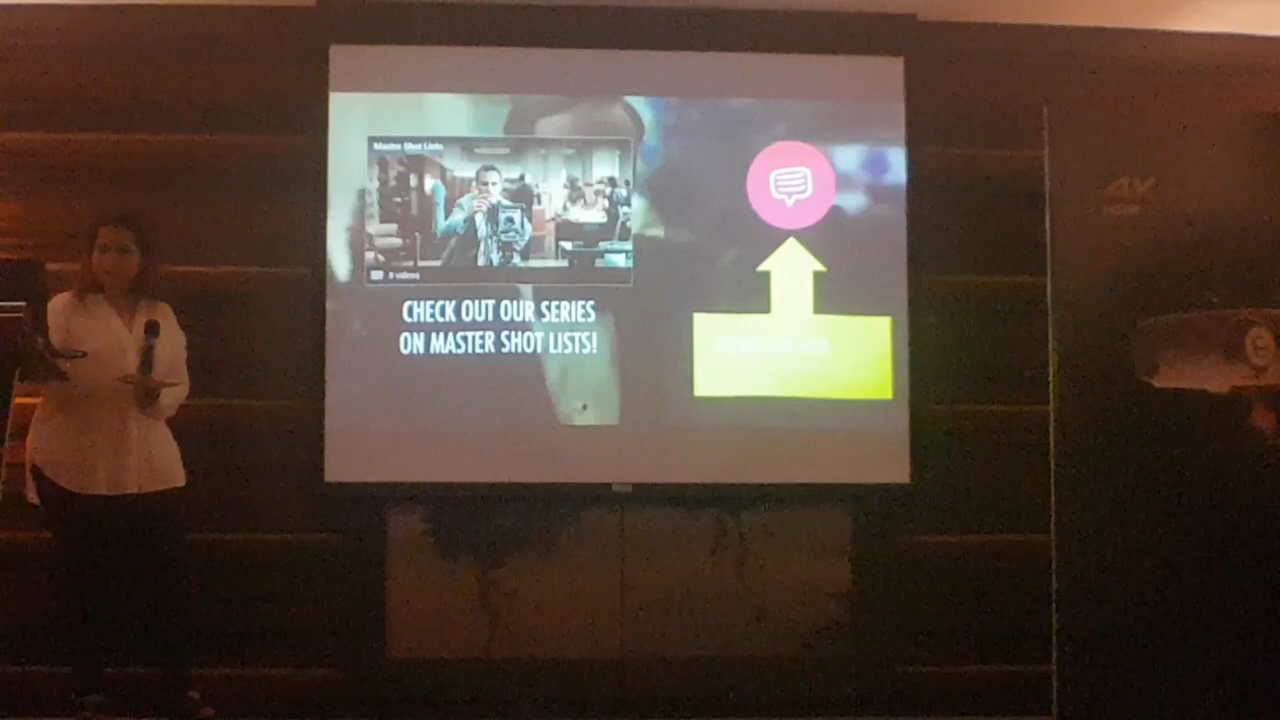 Master Shot Lists
8 videos
CHECK OUT OUR SERIES
ON MASTER SHOT LISTS!
4K